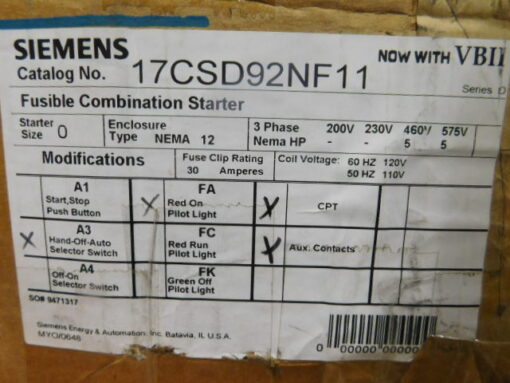 SIEMENS
NOW WITH VBII
Catalog No. 17CSD92NF11
Series D
Fusible Combination Starter
Starter Size 0
Enclosure Type NEMA 12
3 Phase 200V 230V 460V/ 575V
Nema HP - - 5 5
Modifications
Fuse Clip Rating
30 Amperes
Coil Voltage: 60 HZ 120V
50 HZ 110V
A1
Start,Stop
Push Button
X
FA
Red On
Pilot Light
X
CPT
X
A3
Hand-Off-Auto
Selector Switch
FC
Red Run
Pilot Light
X
Aux. Contacts
A4
Off-On
Selector Switch
FK
Green Off
Pilot Light
SO# 9471317
Siemens Energy & Automation, Inc. Batavia, IL U.S.A.
MYO/0648
0 00000 00000